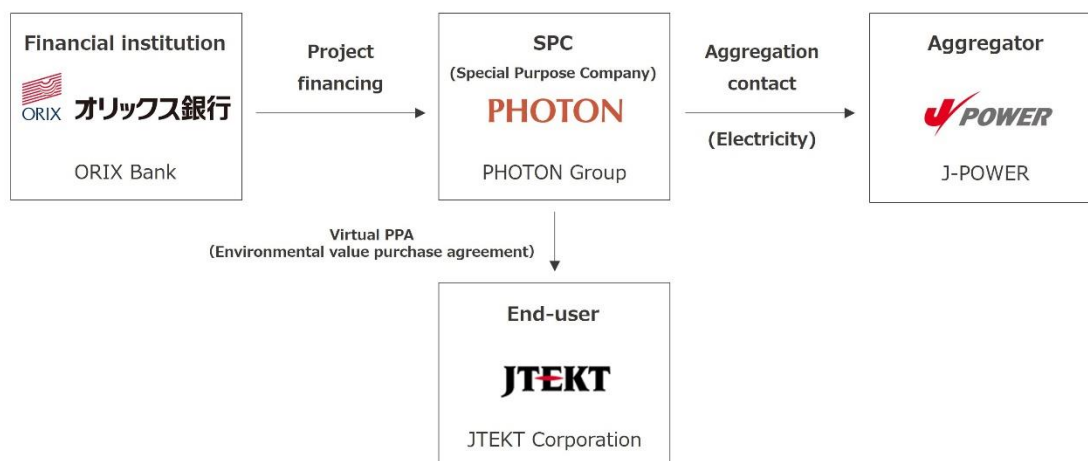 Financial institution
ORIX オリックス銀行
ORIX Bank
Project
financing
SPC
(Special Purpose Company)
PHOTON
PHOTON Group
Aggregation
contact
(Electricity)
Aggregator
J POWER
J-POWER
Virtual PPA
(Environmental value purchase agreement)
End-user
JTEKT
JTEKT Corporation